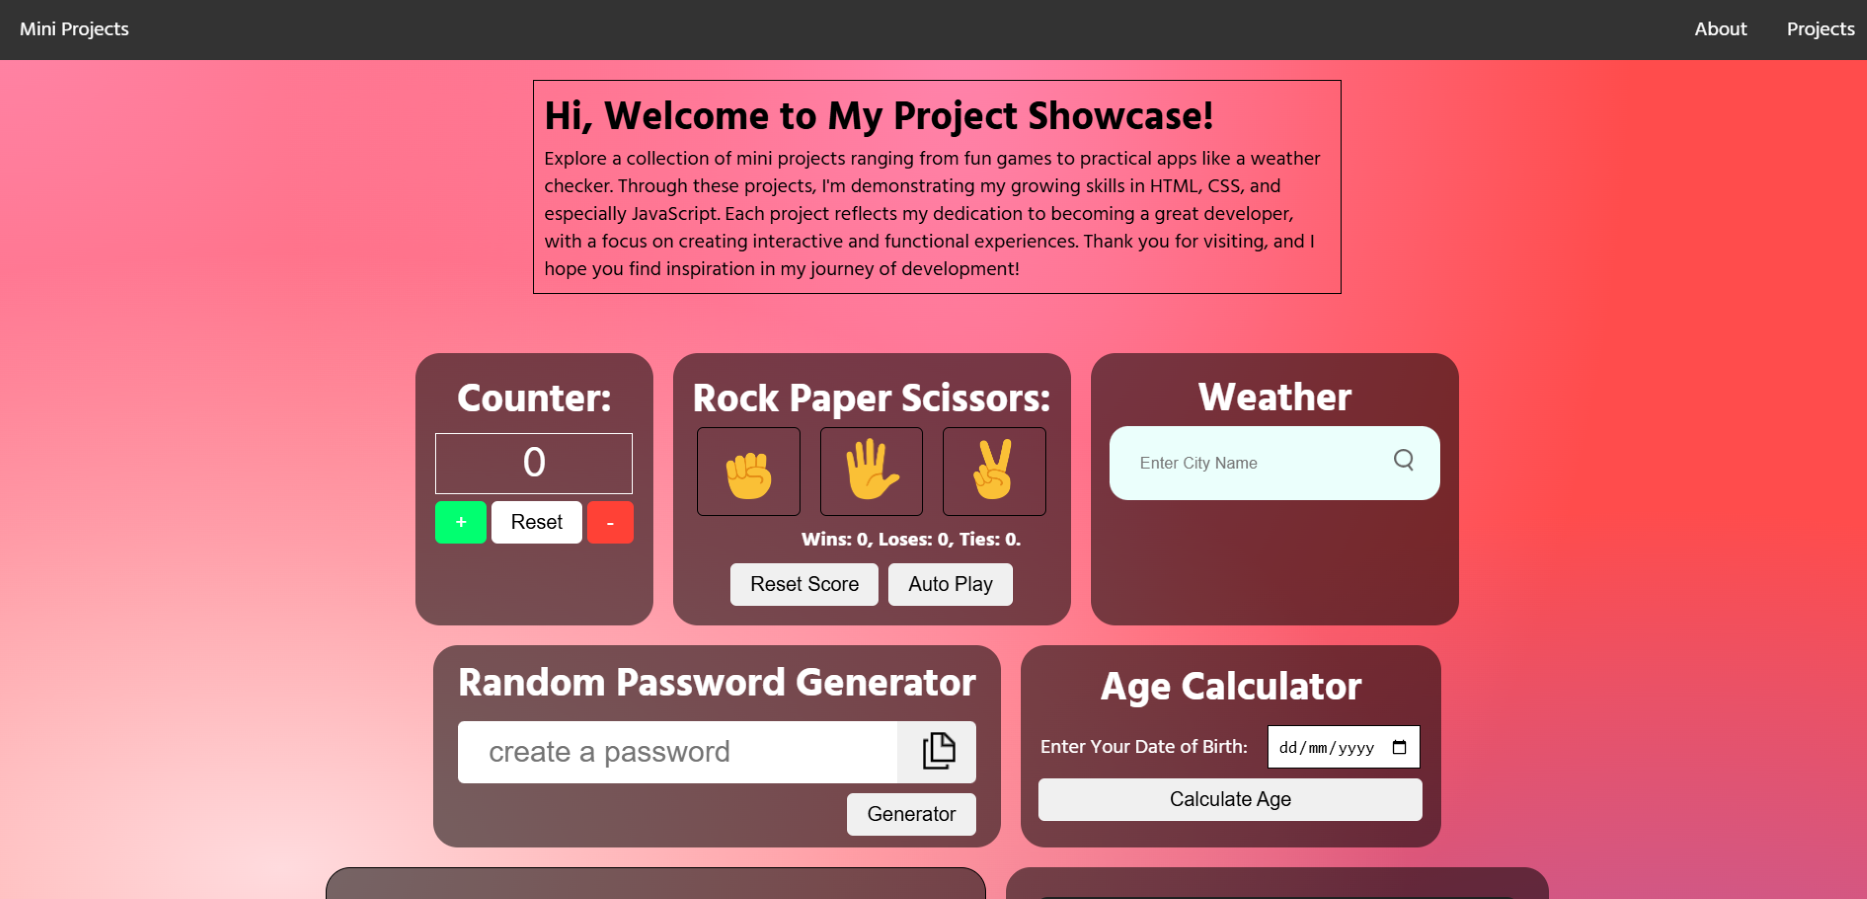 Mini Projects
About
Projects
Hi, Welcome to My Project Showcase!
Explore a collection of mini projects ranging from fun games to practical apps like a weather
checker. Through these projects, I'm demonstrating my growing skills in HTML, CSS, and
especially JavaScript. Each project reflects my dedication to becoming a great developer,
with a focus on creating interactive and functional experiences. Thank you for visiting, and I
hope you find inspiration in my journey of development!
Counter:
0
+
Reset
-
Rock Paper Scissors:
Wins: 0, Loses: 0, Ties: 0.
Reset Score
Auto Play
Weather
Enter City Name
Random Password Generator
create a password
Generator
Age Calculator
Enter Your Date of Birth:
dd/mm/yyyy
Calculate Age